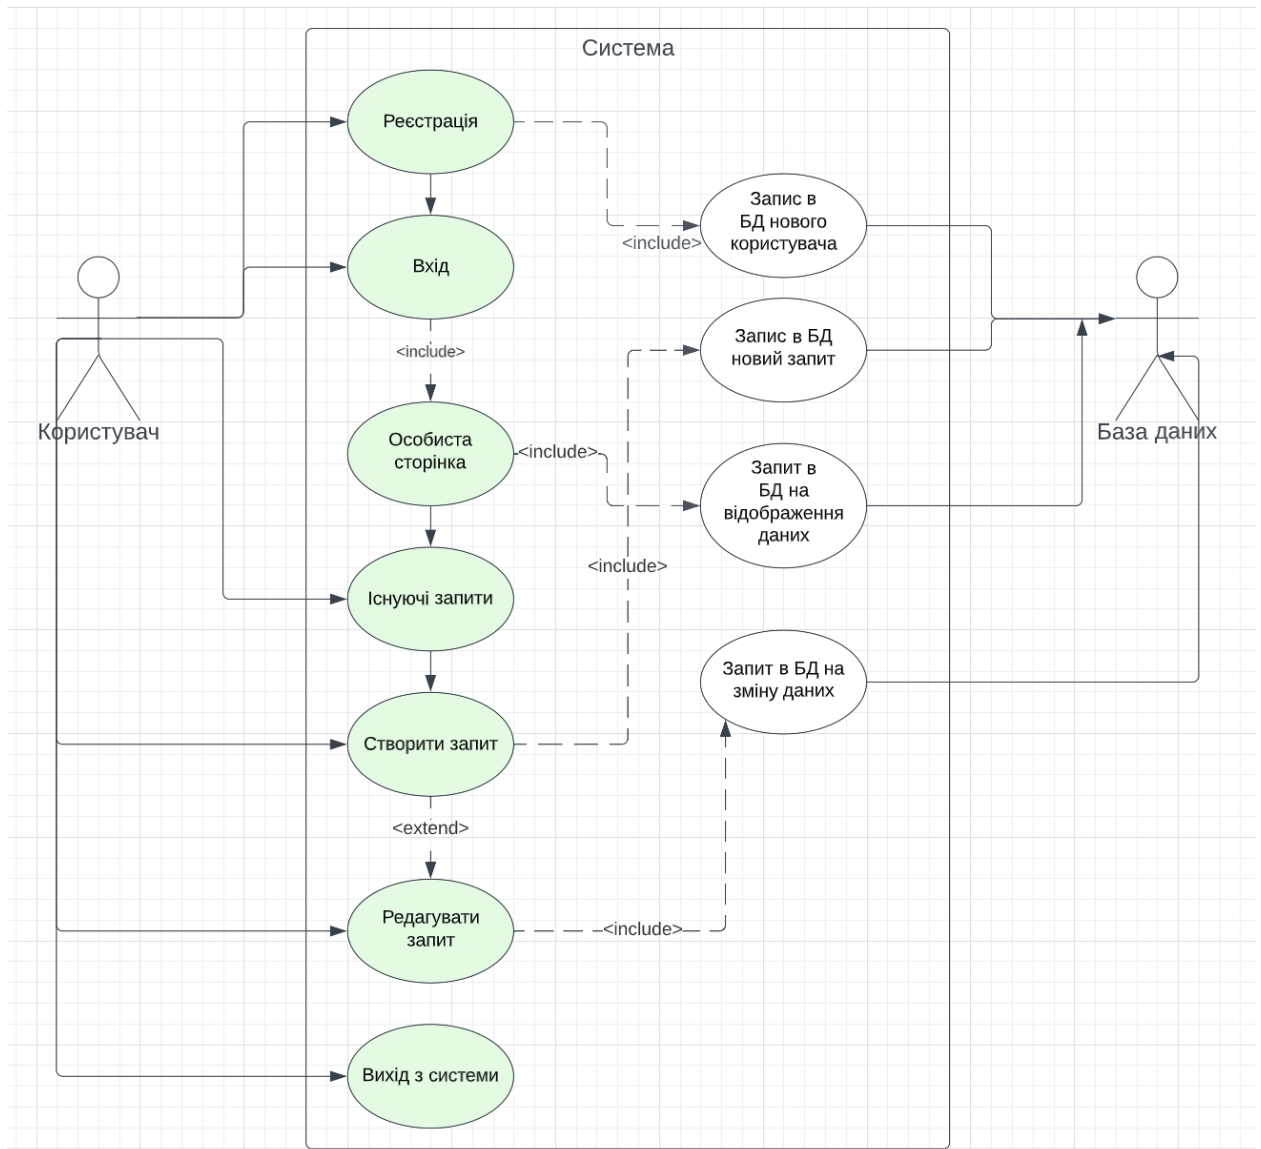 Система
Реєстрація
Запис в
БД нового
користувача
<include>
Вхід
<include>
Запис в БД
новий запит
Користувач
База даних
Особиста
сторінка
<include>
Запит в
БД на
відображення
даних
<include>
Існуючі запити
Запит в БД на
зміну даних
Створити запит
<extend>
Редагувати
запит
<include>
Вихід з системи